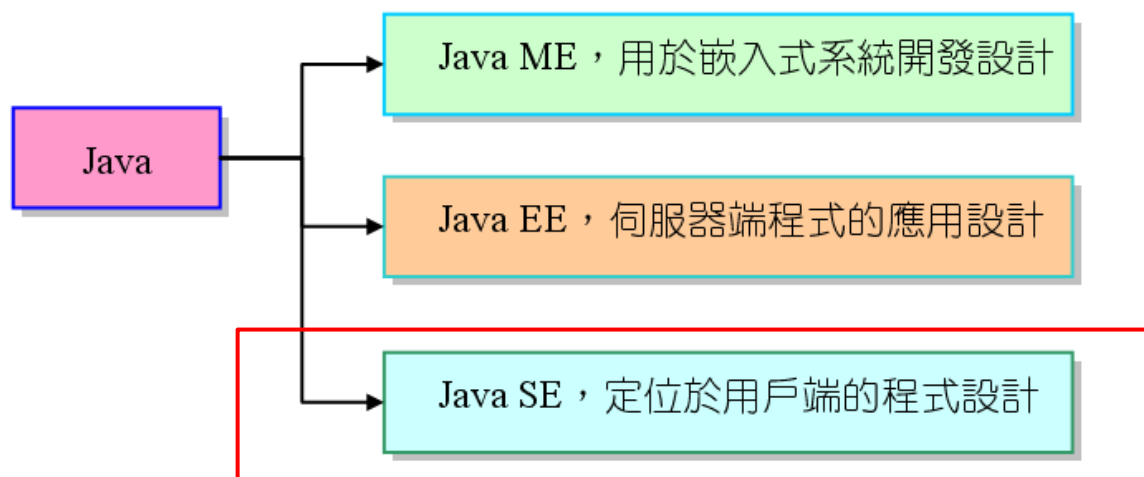 Java ME，用於嵌入式系統開發設計
Java
Java EE，伺服器端程式的應用設計
Java SE，定位於用戶端的程式設計